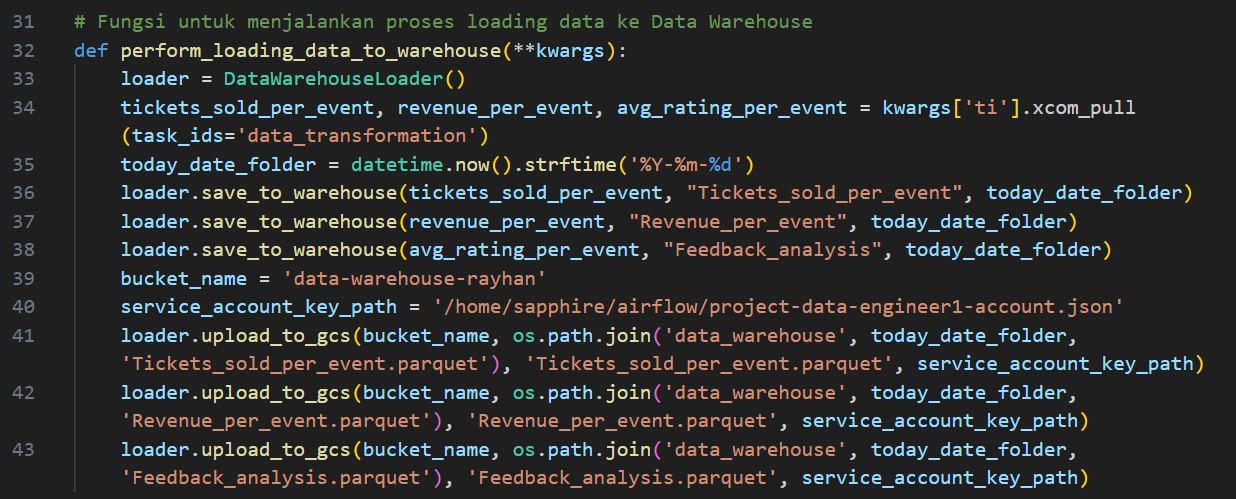 31 # Fungsi untuk menjalankan proses loading data ke Data Warehouse
32 def perform_loading_data_to_warehouse(**kwargs):
33     loader = DataWarehouseLoader()
34     tickets_sold_per_event, revenue_per_event, avg_rating_per_event = kwargs['ti'].xcom_pull
    (task_ids='data_transformation')
35     today_date_folder = datetime.now().strftime('%Y-%m-%d')
36     loader.save_to_warehouse(tickets_sold_per_event, "Tickets_sold_per_event", today_date_folder)
37     loader.save_to_warehouse(revenue_per_event, "Revenue_per_event", today_date_folder)
38     loader.save_to_warehouse(avg_rating_per_event, "Feedback_analysis", today_date_folder)
39     bucket_name = 'data-warehouse-rayhan'
40     service_account_key_path = '/home/sapphire/airflow/project-data-engineer1-account.json'
41     loader.upload_to_gcs(bucket_name, os.path.join('data_warehouse', today_date_folder,
    'Tickets_sold_per_event.parquet'), 'Tickets_sold_per_event.parquet', service_account_key_path)
42     loader.upload_to_gcs(bucket_name, os.path.join('data_warehouse', today_date_folder,
    'Revenue_per_event.parquet'), 'Revenue_per_event.parquet', service_account_key_path)
43     loader.upload_to_gcs(bucket_name, os.path.join('data_warehouse', today_date_folder,
    'Feedback_analysis.parquet'), 'Feedback_analysis.parquet', service_account_key_path)